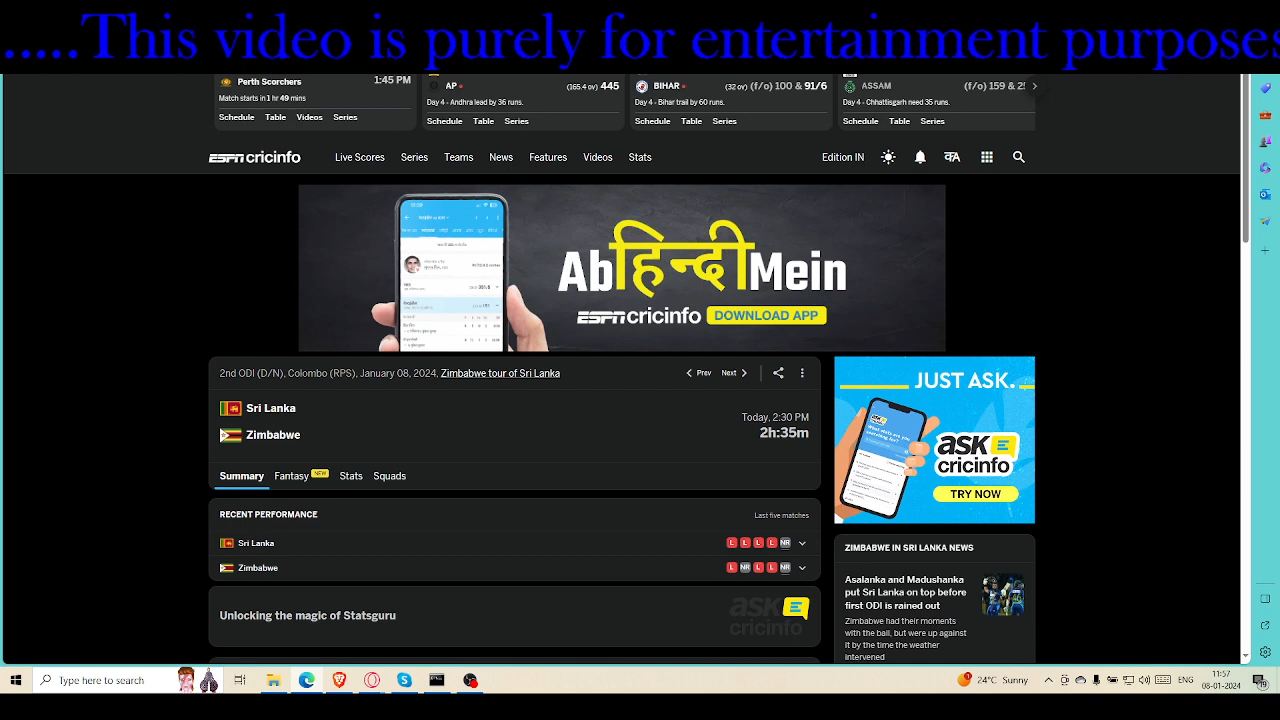 .....This video is purely for entertainment purposes
Perth Scorchers 1:45 PM
Match starts in 1 hr 49 mins
Schedule Table Videos Series
AP (165.4 ov) 445
Day 4 - Andhra lead by 36 runs.
Schedule Table Series
BIHAR (32 ov) (f/o) 100 & 91/6
Day 4 - Bihar trail by 60 runs.
Schedule Table Series
ASSAM (f/o) 159 &
Day 4 - Chhattisgarh need 35 runs.
Schedule Table Series
ESPN cricinfo Live Scores Series Teams News Features Videos Stats Edition IN कA
Ab हिन्दी Mein
ESPN cricinfo DOWNLOAD APP
2nd ODI (D/N), Colombo (RPS), January 08, 2024, Zimbabwe tour of Sri Lanka Prev Next
Sri Lanka
Zimbabwe
Today, 2:30 PM
2h:35m
Summary Fantasy NEW Stats Squads
RECENT PERFORMANCE Last five matches
Sri Lanka L L L L NR
Zimbabwe L NR L L NR
Unlocking the magic of Statsguru
ask
cricinfo
JUST ASK.
ask
cricinfo
TRY NOW
ZIMBABWE IN SRI LANKA NEWS
Asalanka and Madushanka
put Sri Lanka on top before
first ODI is rained out
Zimbabwe had their moments
with the ball, but were up against
it by the time the weather
intervened
Type here to search
24°C Sunny ENG 11:57
08-01-2024